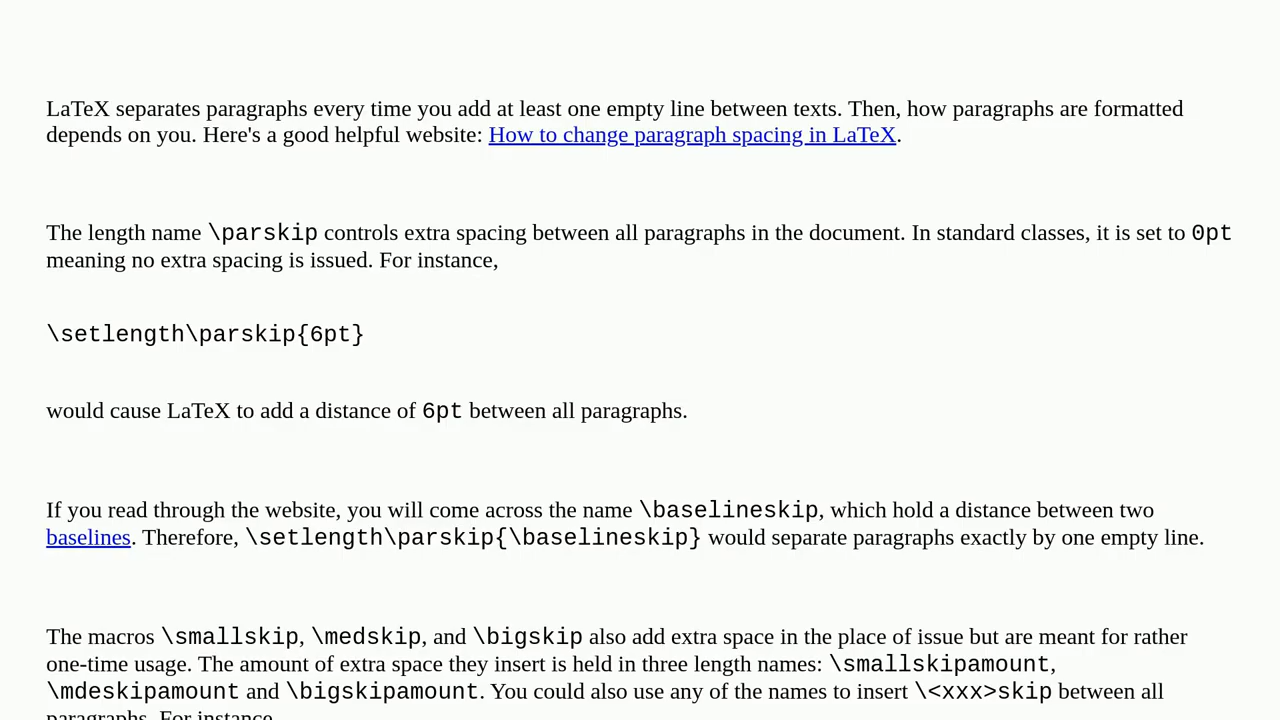 LaTeX separates paragraphs every time you add at least one empty line between texts. Then, how paragraphs are formatted
depends on you. Here's a good helpful website: How to change paragraph spacing in LaTeX.
The length name \parskip controls extra spacing between all paragraphs in the document. In standard classes, it is set to 0pt
meaning no extra spacing is issued. For instance,
\setlength\parskip{6pt}
would cause LaTeX to add a distance of 6pt between all paragraphs.
If you read through the website, you will come across the name \baselineskip, which hold a distance between two
baselines. Therefore, \setlength\parskip{\baselineskip} would separate paragraphs exactly by one empty line.
The macros \smallskip, \medskip, and \bigskip also add extra space in the place of issue but are meant for rather
one-time usage. The amount of extra space they insert is held in three length names: \smallskipamount,
\mdeskipamount and \bigskipamount. You could also use any of the names to insert \<xxx>skip between all
paragraphs. For instance